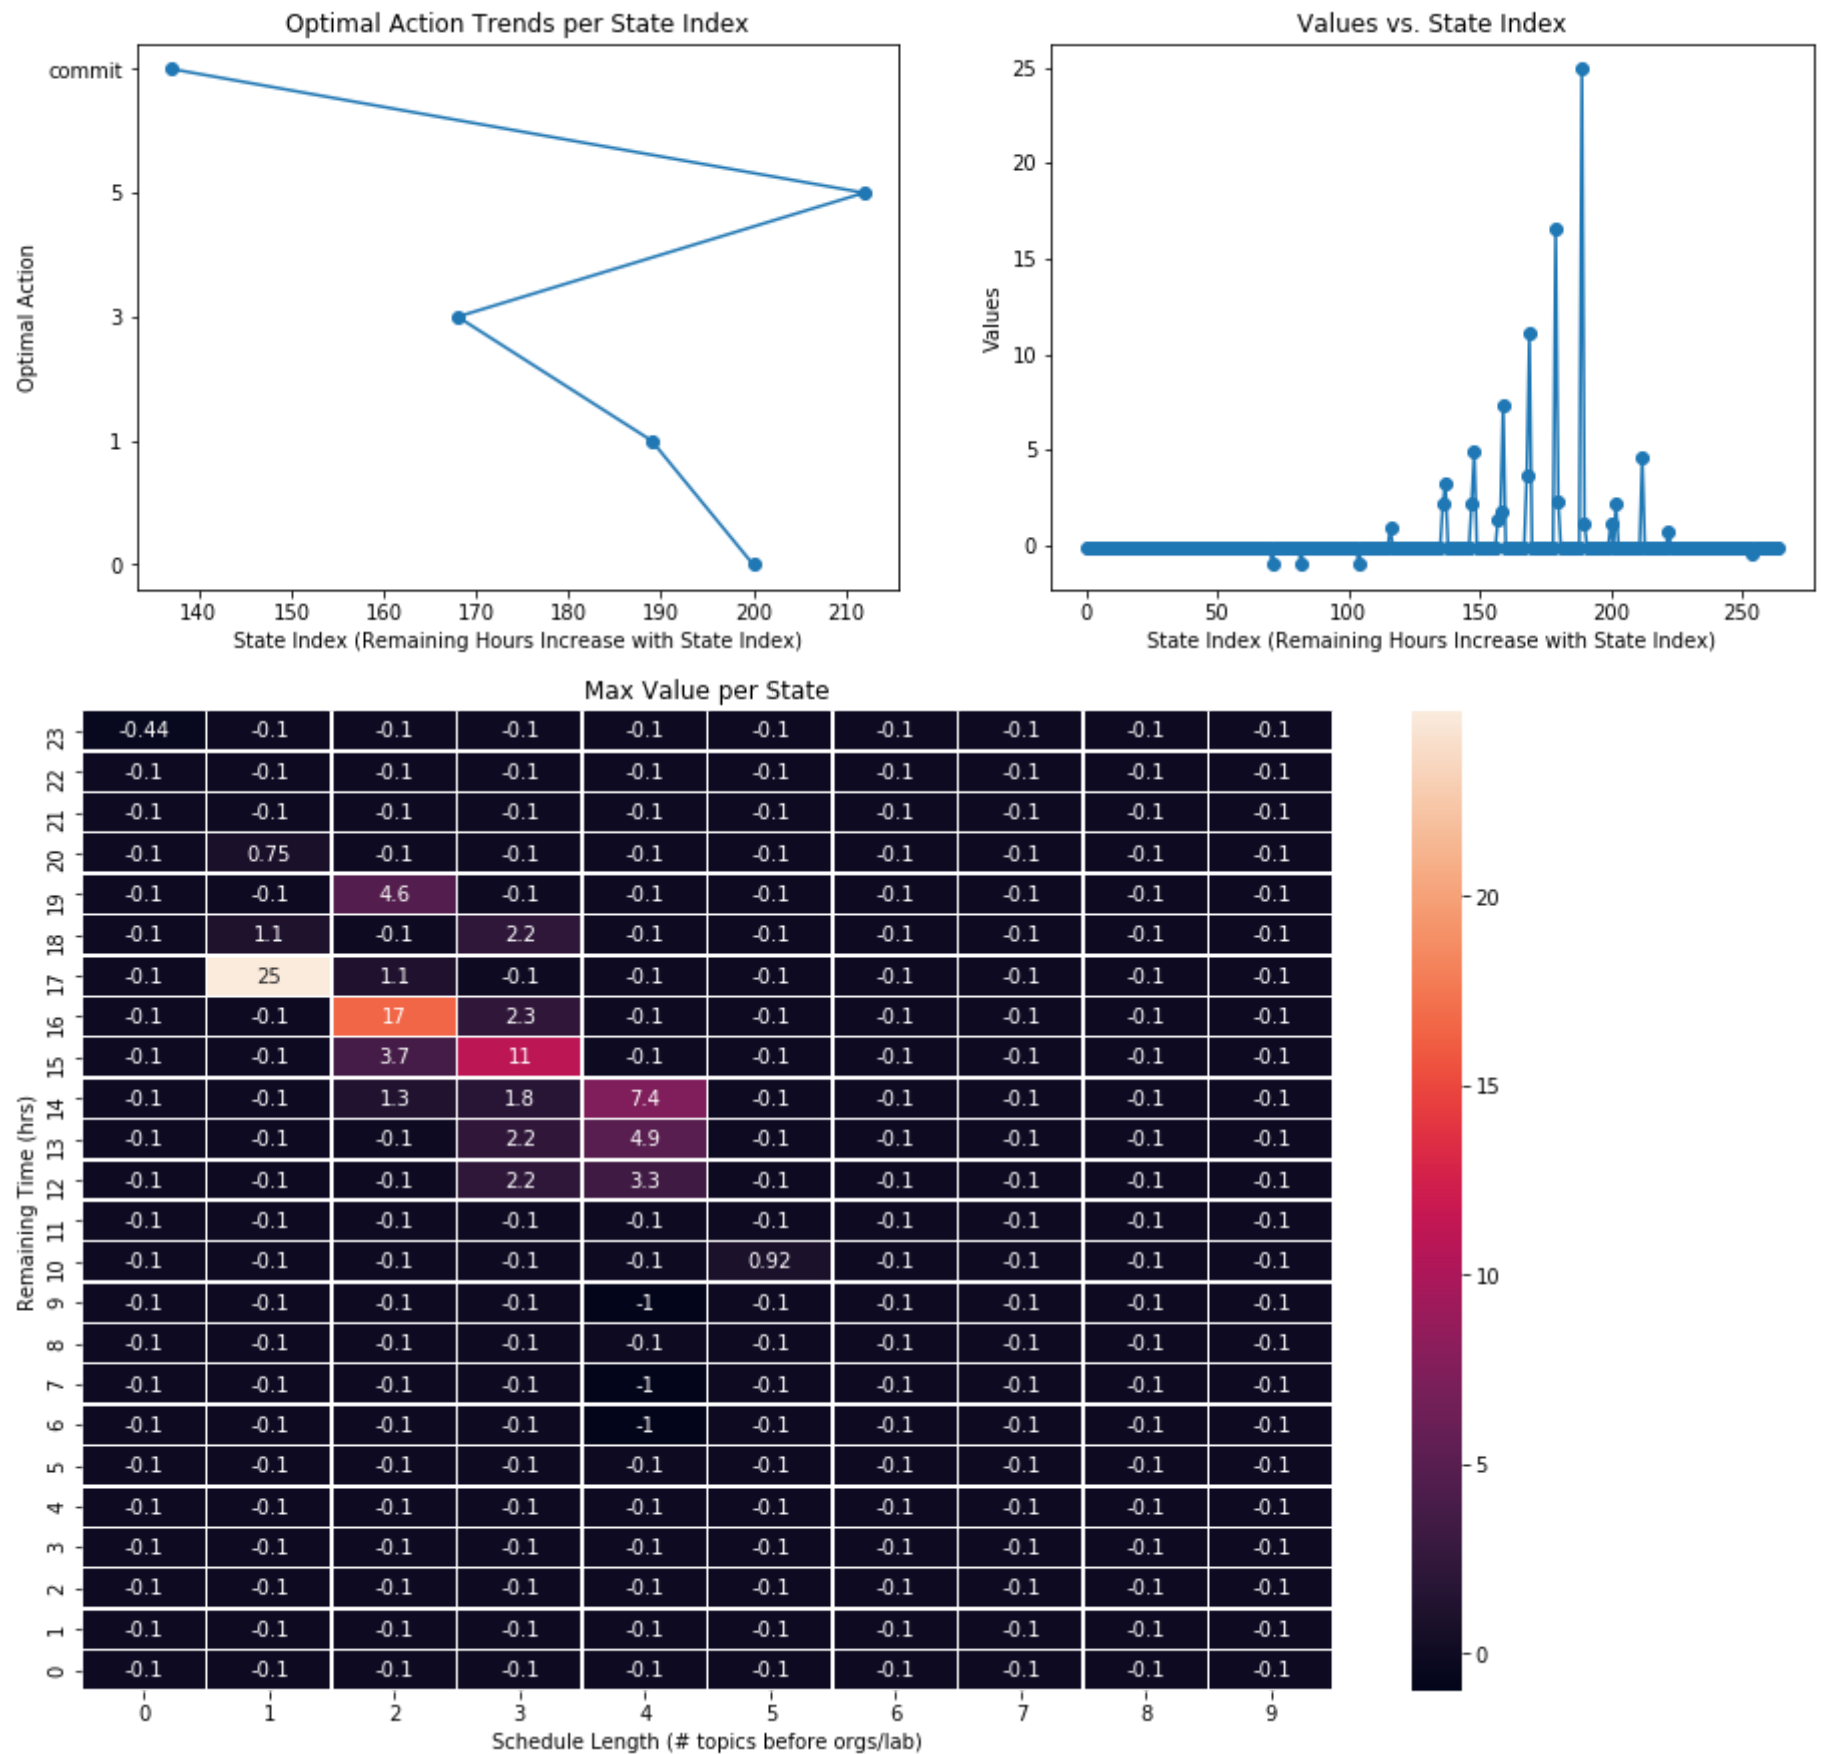 Optimal Action Trends per State Index
commit
5
3
1
0
Optimal Action
140 150 160 170 180 190 200 210
State Index (Remaining Hours Increase with State Index)
Values vs. State Index
25
20
15
10
5
0
Values
0 50 100 150 200 250
State Index (Remaining Hours Increase with State Index)
Max Value per State
23 -0.44 -0.1 -0.1 -0.1 -0.1 -0.1 -0.1 -0.1 -0.1 -0.1
22 -0.1 -0.1 -0.1 -0.1 -0.1 -0.1 -0.1 -0.1 -0.1 -0.1
21 -0.1 -0.1 -0.1 -0.1 -0.1 -0.1 -0.1 -0.1 -0.1 -0.1
20 -0.1 0.75 -0.1 -0.1 -0.1 -0.1 -0.1 -0.1 -0.1 -0.1
19 -0.1 -0.1 4.6 -0.1 -0.1 -0.1 -0.1 -0.1 -0.1 -0.1
18 -0.1 1.1 -0.1 2.2 -0.1 -0.1 -0.1 -0.1 -0.1 -0.1
17 -0.1 25 1.1 -0.1 -0.1 -0.1 -0.1 -0.1 -0.1 -0.1
16 -0.1 -0.1 17 2.3 -0.1 -0.1 -0.1 -0.1 -0.1 -0.1
15 -0.1 -0.1 3.7 11 -0.1 -0.1 -0.1 -0.1 -0.1 -0.1
14 -0.1 -0.1 1.3 1.8 7.4 -0.1 -0.1 -0.1 -0.1 -0.1
13 -0.1 -0.1 -0.1 2.2 4.9 -0.1 -0.1 -0.1 -0.1 -0.1
12 -0.1 -0.1 -0.1 2.2 3.3 -0.1 -0.1 -0.1 -0.1 -0.1
11 -0.1 -0.1 -0.1 -0.1 -0.1 -0.1 -0.1 -0.1 -0.1 -0.1
10 -0.1 -0.1 -0.1 -0.1 -0.1 0.92 -0.1 -0.1 -0.1 -0.1
9 -0.1 -0.1 -0.1 -0.1 -1 -0.1 -0.1 -0.1 -0.1 -0.1
8 -0.1 -0.1 -0.1 -0.1 -0.1 -0.1 -0.1 -0.1 -0.1 -0.1
7 -0.1 -0.1 -0.1 -0.1 -1 -0.1 -0.1 -0.1 -0.1 -0.1
6 -0.1 -0.1 -0.1 -0.1 -1 -0.1 -0.1 -0.1 -0.1 -0.1
5 -0.1 -0.1 -0.1 -0.1 -0.1 -0.1 -0.1 -0.1 -0.1 -0.1
4 -0.1 -0.1 -0.1 -0.1 -0.1 -0.1 -0.1 -0.1 -0.1 -0.1
3 -0.1 -0.1 -0.1 -0.1 -0.1 -0.1 -0.1 -0.1 -0.1 -0.1
2 -0.1 -0.1 -0.1 -0.1 -0.1 -0.1 -0.1 -0.1 -0.1 -0.1
1 -0.1 -0.1 -0.1 -0.1 -0.1 -0.1 -0.1 -0.1 -0.1 -0.1
0 -0.1 -0.1 -0.1 -0.1 -0.1 -0.1 -0.1 -0.1 -0.1 -0.1
Remaining Time (hrs)
0 1 2 3 4 5 6 7 8 9
Schedule Length (# topics before orgs/lab)
20
15
10
5
0